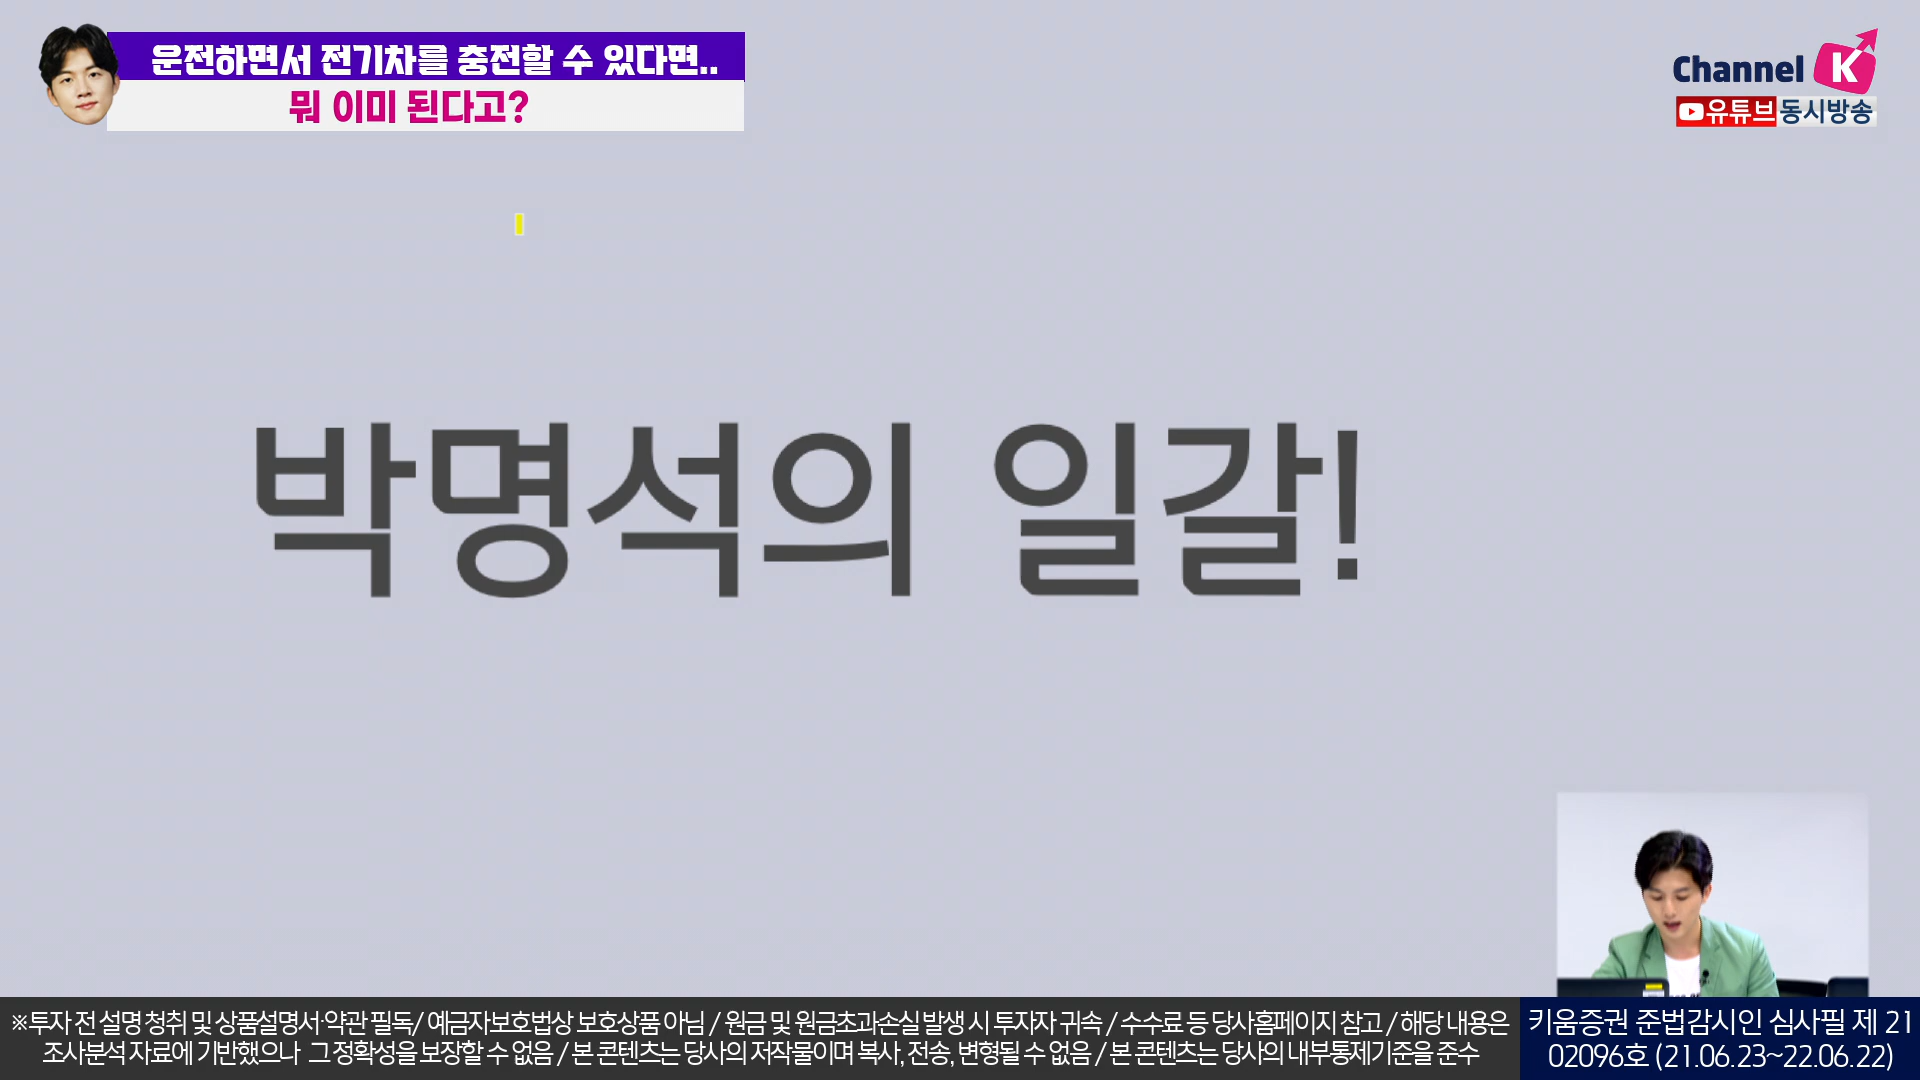 운전하면서 전기차를 충전할 수 있다면..
뭐 이미 된다고?
Channel K
유튜브동시방송
박명석의 일갈!
※투자 전 설명 청취 및 상품설명서·약관 필독/ 예금자보호법상 보호상품 아님 / 원금 및 원금초과손실 발생 시 투자자 귀속 / 수수료 등 당사홈페이지 참고 / 해당 내용은
조사분석 자료에 기반했으나 그 정확성을 보장할 수 없음 / 본 콘텐츠는 당사의 저작물이며 복사, 전송, 변형될 수 없음 / 본 콘텐츠는 당사의 내부통제기준을 준수
키움증권 준법감시인 심사필 제 21
02096호 (21.06.23~22.06.22)